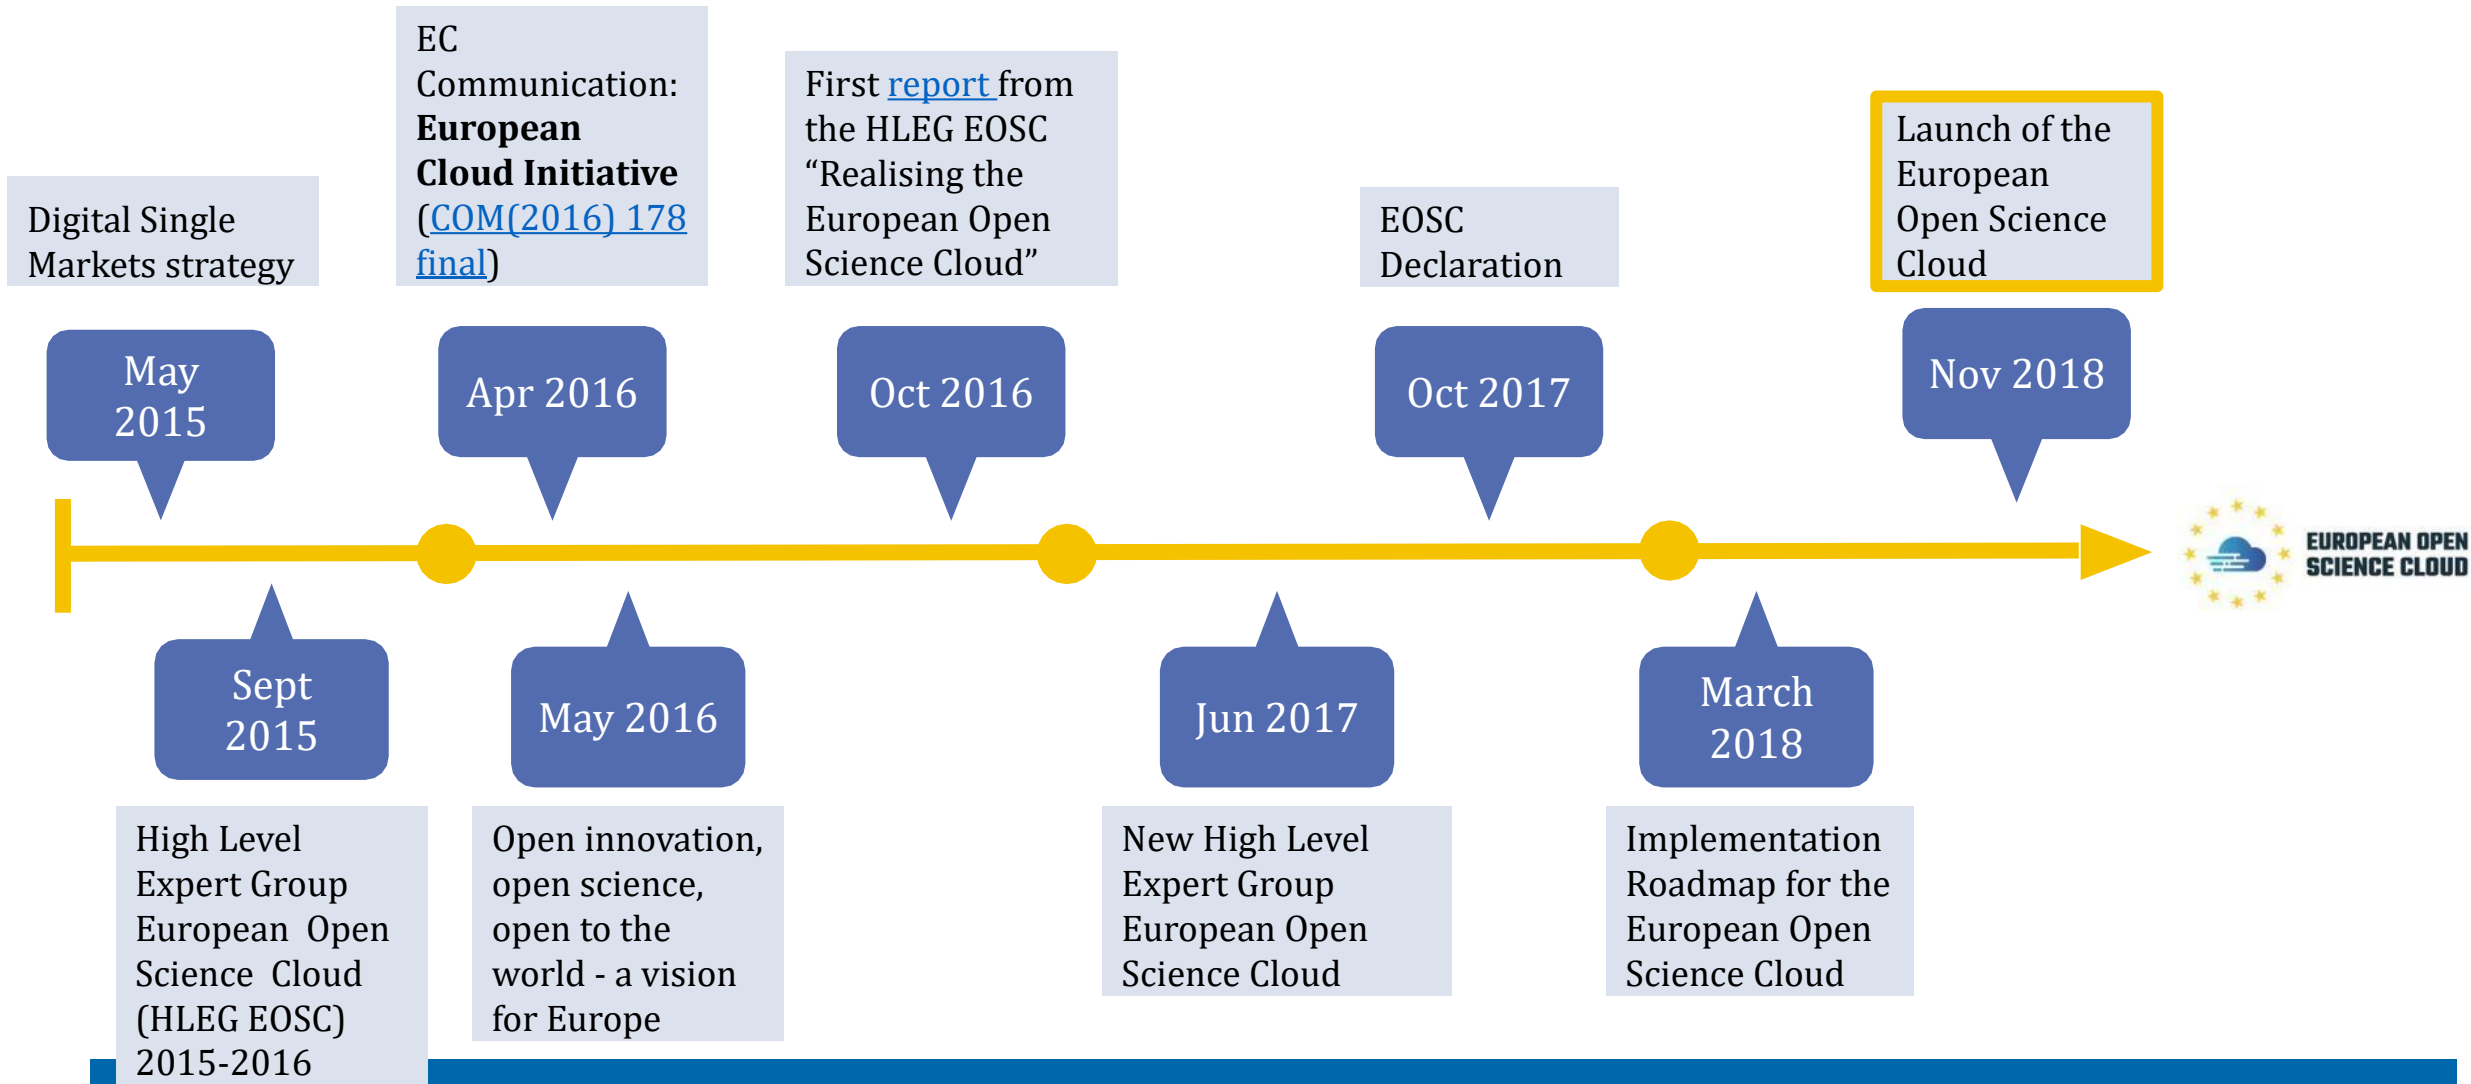 Digital Single
Markets strategy
May
2015
EC
Communication:
European
Cloud Initiative
(COM(2016) 178
final)
Apr 2016
First report from
the HLEG EOSC
“Realising the
European Open
Science Cloud”
Oct 2016
EOSC
Declaration
Oct 2017
Launch of the
European
Open Science
Cloud
Nov 2018
EUROPEAN OPEN
SCIENCE CLOUD
Sept
2015
High Level
Expert Group
European Open
Science Cloud
(HLEG EOSC)
2015-2016
May 2016
Open innovation,
open science,
open to the
world - a vision
for Europe
Jun 2017
New High Level
Expert Group
European Open
Science Cloud
March
2018
Implementation
Roadmap for the
European Open
Science Cloud